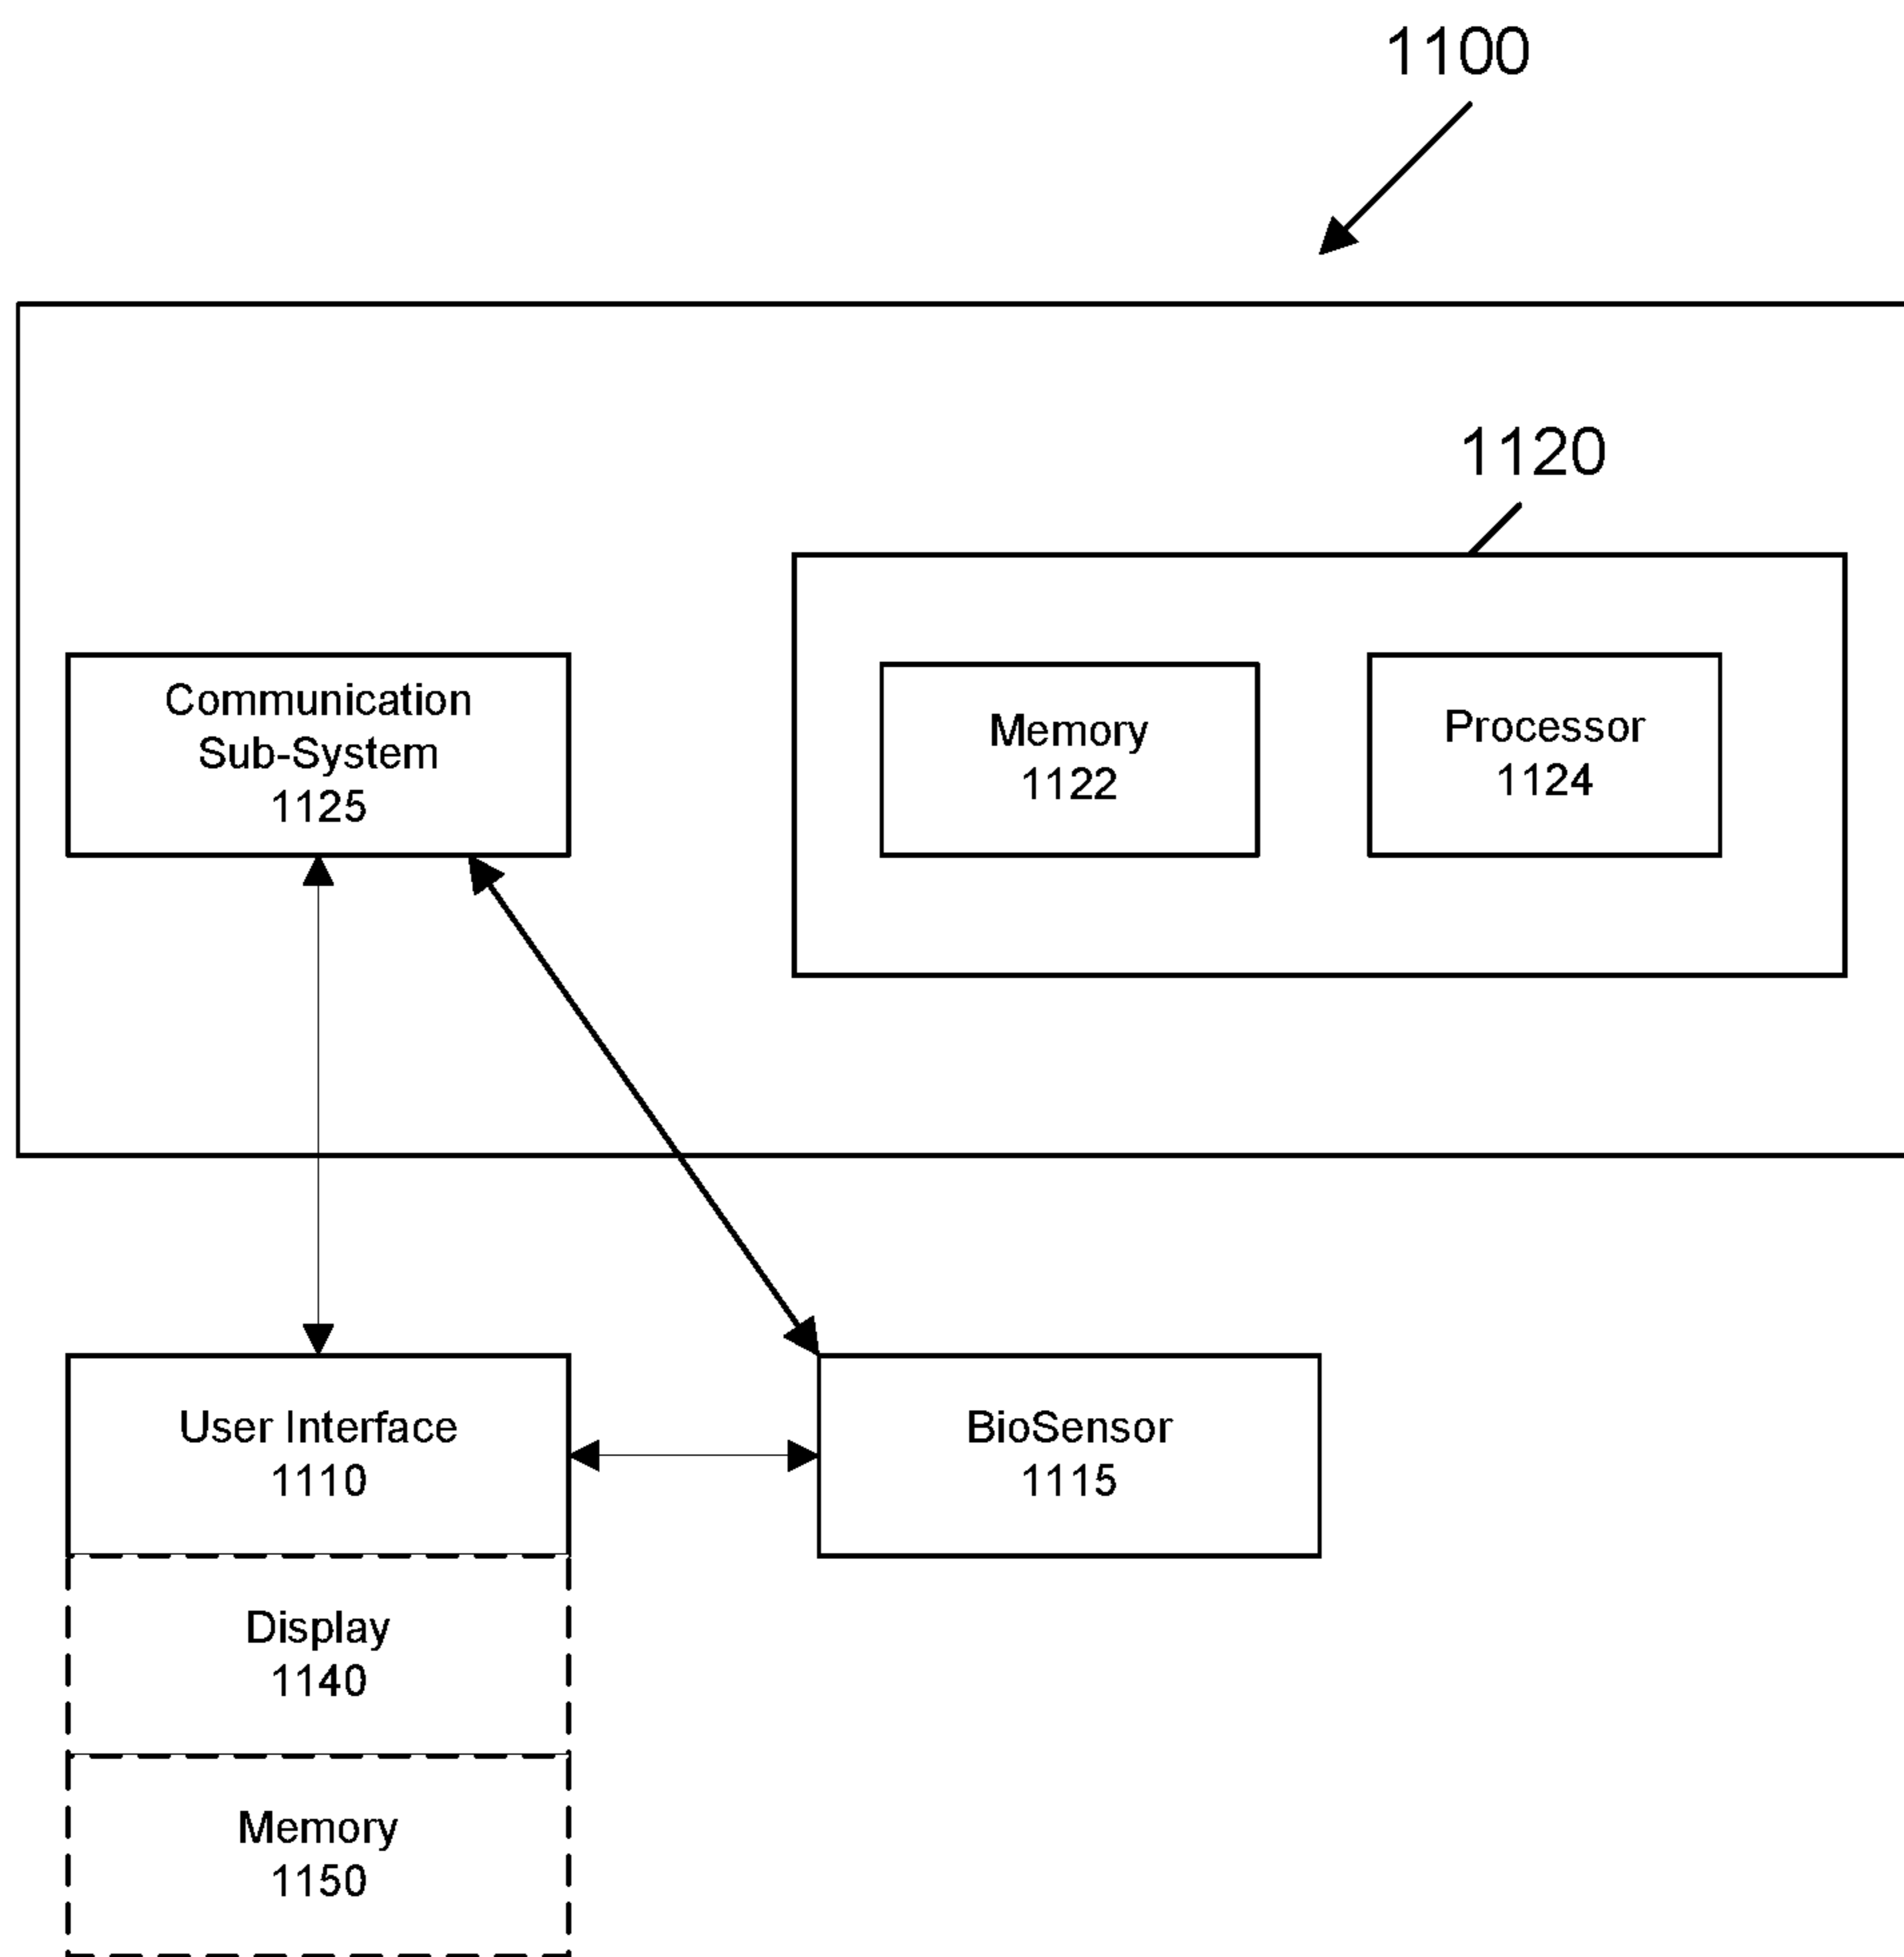 1100
1120
Communication
Sub-System
1125
Memory
1122
Processor
1124
User Interface
1110
BioSensor
1115
Display
1140
Memory
1150